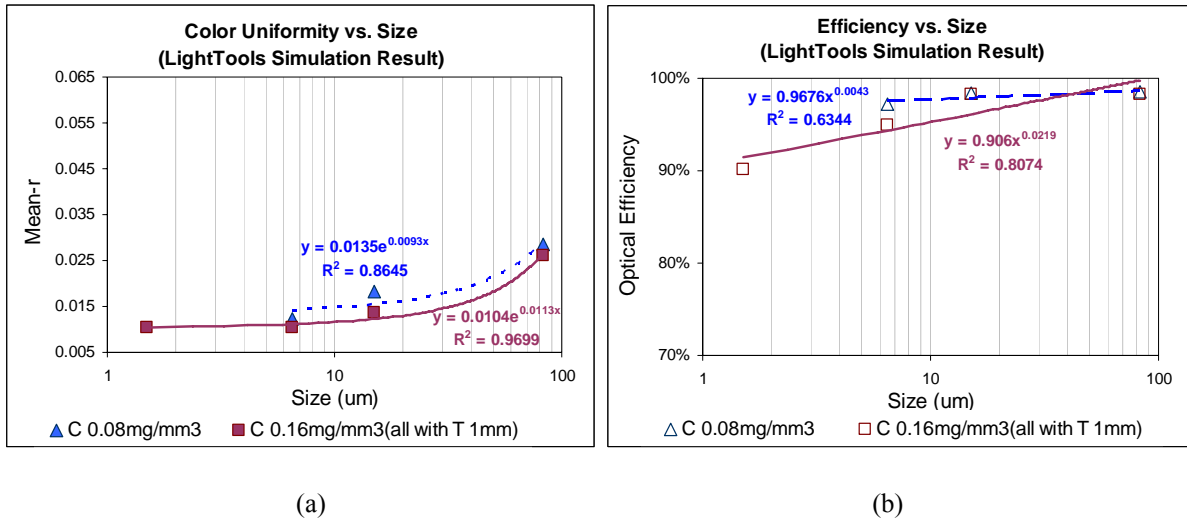 Color Uniformity vs. Size
(LightTools Simulation Result)
0.065
0.055
0.045
0.035
0.025
0.015
0.005
Mean-r
y = 0.0135e^0.0093x
R² = 0.8645
y = 0.0104e^0.0113x
R² = 0.9699
1
10
100
Size (um)
C 0.08mg/mm3
C 0.16mg/mm3(all with T 1mm)
(a)
Efficiency vs. Size
(LightTools Simulation Result)
100%
90%
80%
70%
Optical Efficiency
y = 0.9676x^0.0043
R² = 0.6344
y = 0.906x^0.0219
R² = 0.8074
1
10
100
Size (um)
C 0.08mg/mm3
C 0.16mg/mm3(all with T 1mm)
(b)